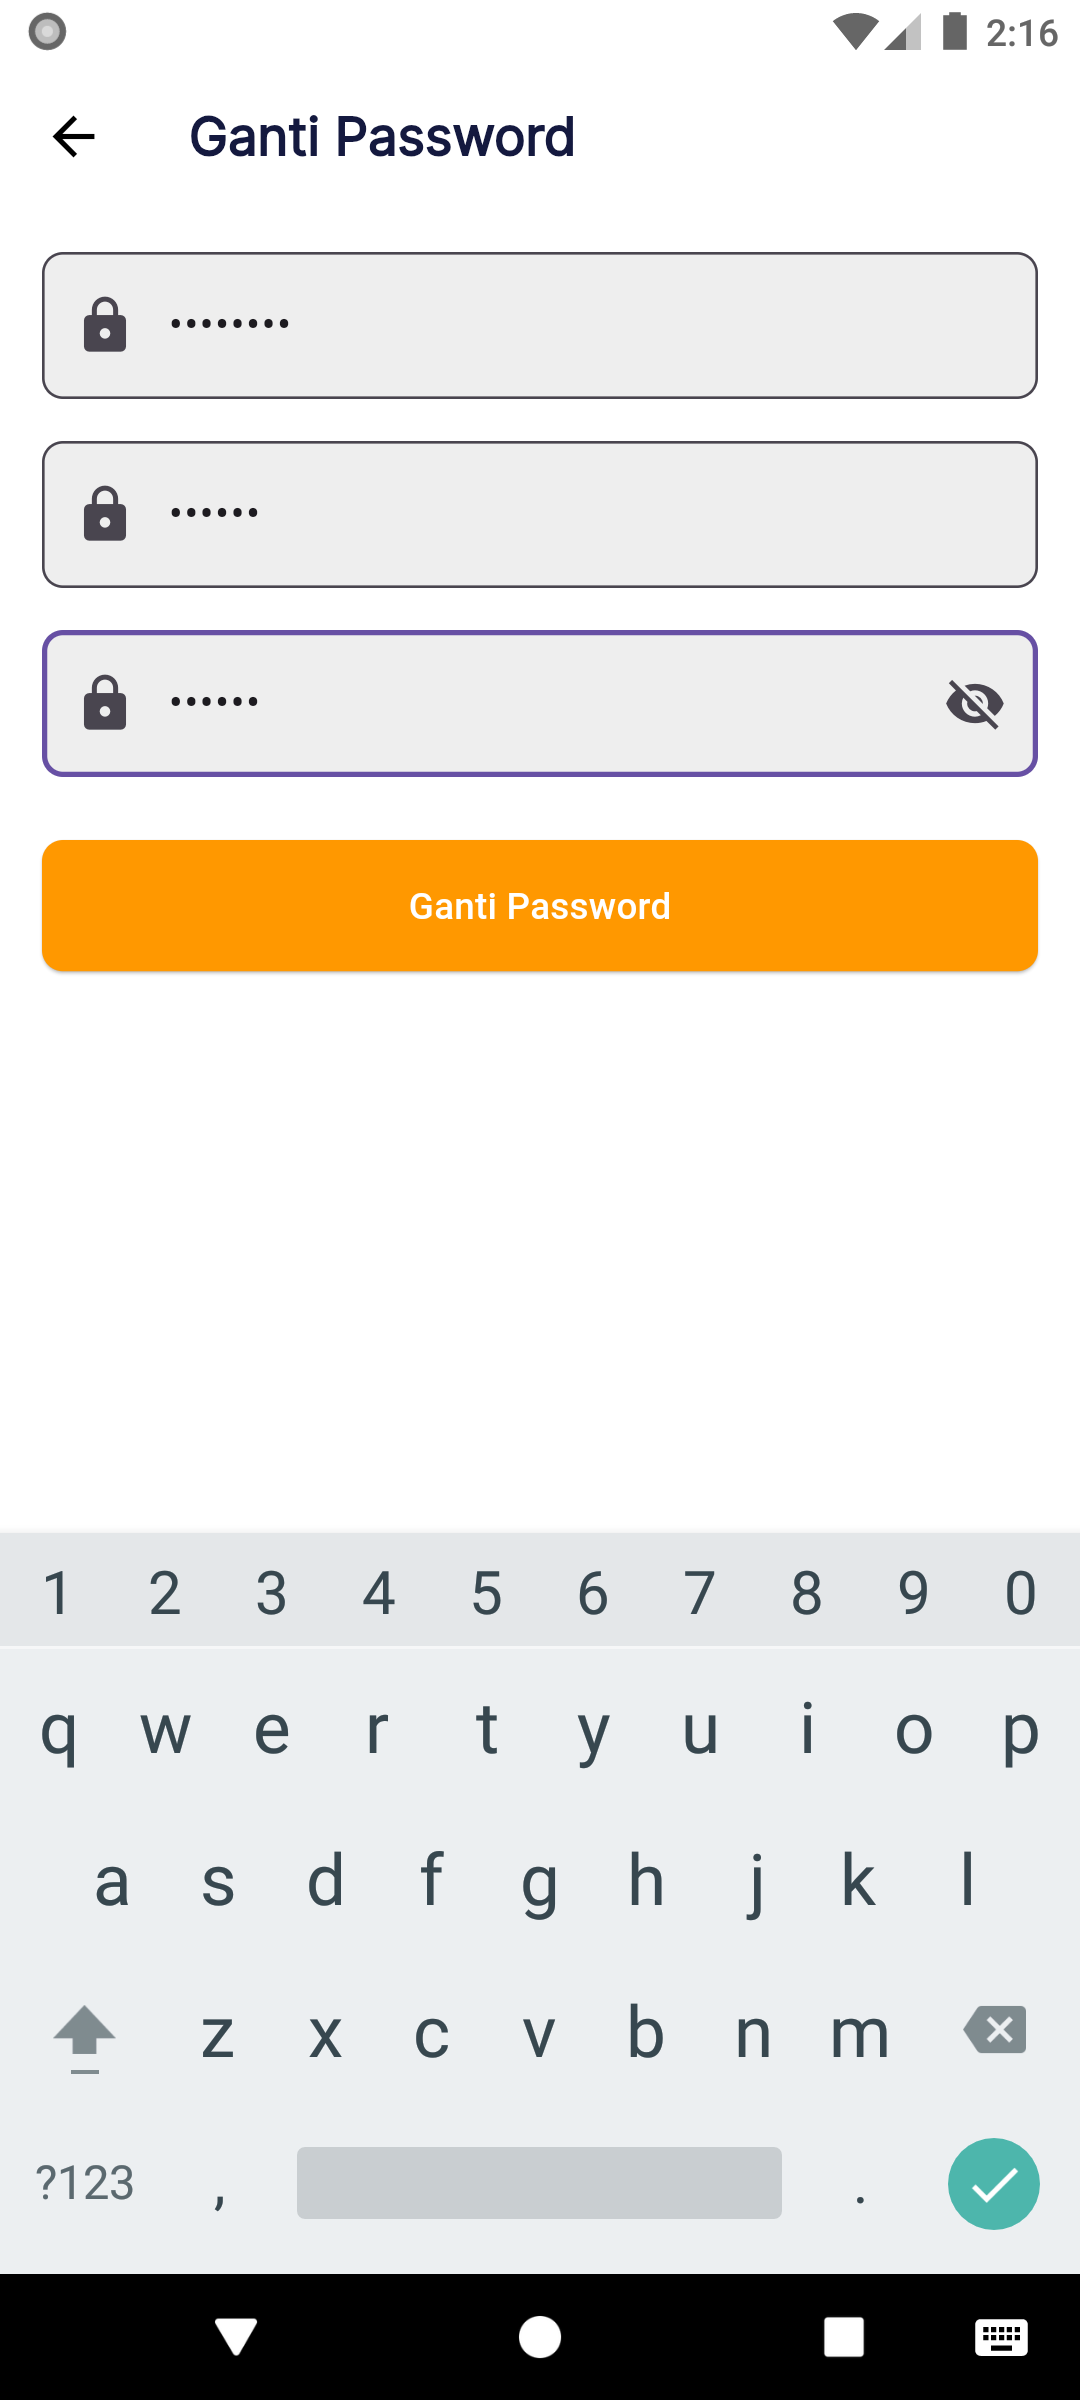 2:16
Ganti Password
••••••••
••••••
••••••
Ganti Password
1 2 3 4 5 6 7 8 9 0
q w e r t y u i o p
a s d f g h j k l
z x c v b n m
?123 , .